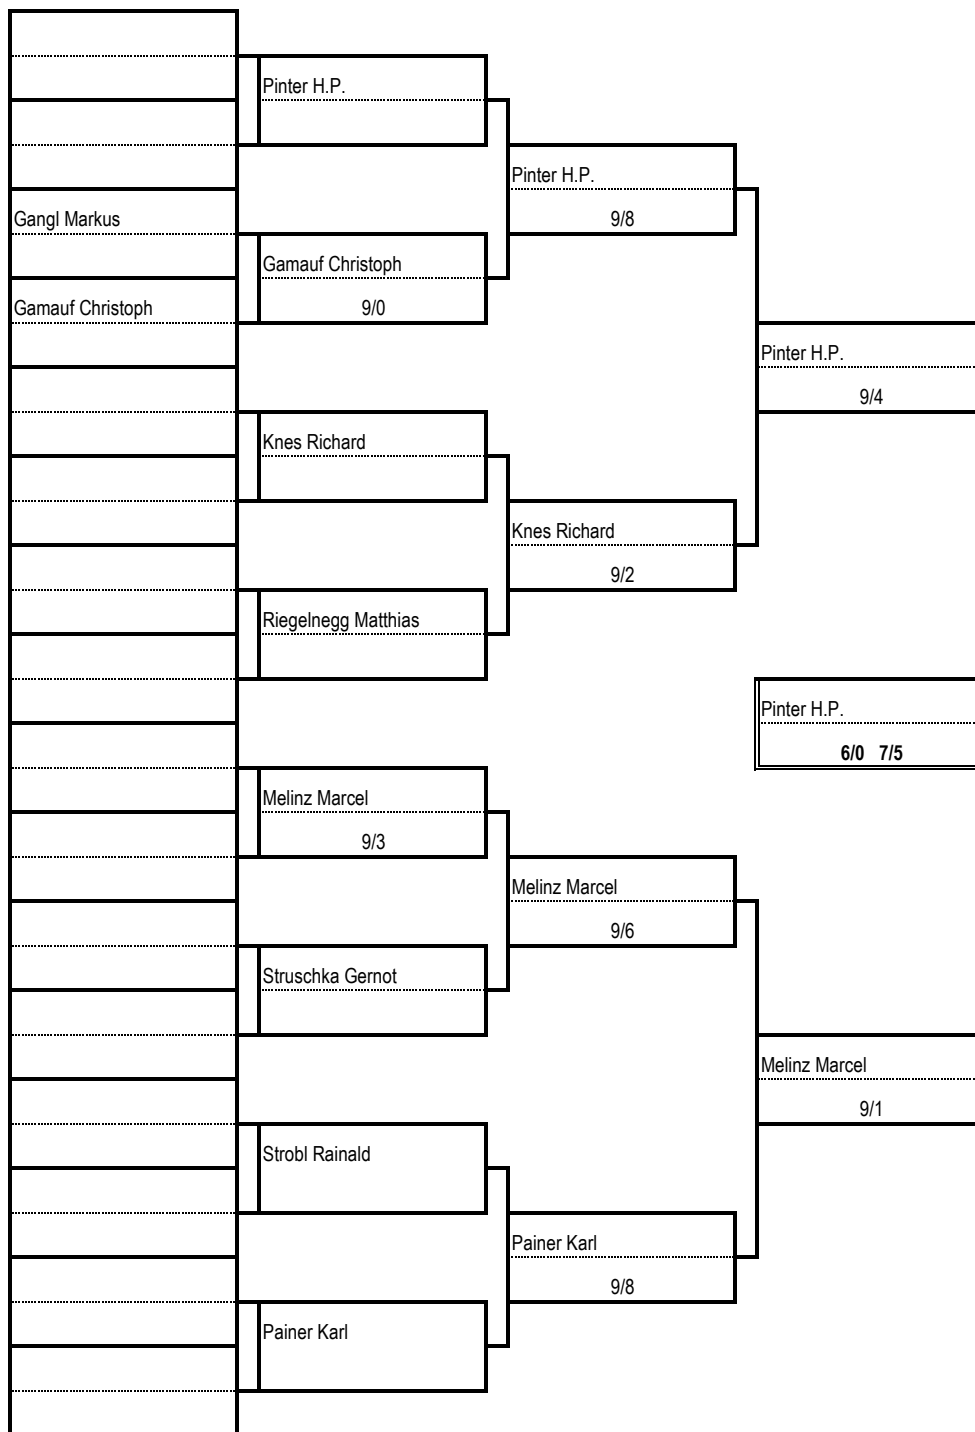 Gangl Markus
Gamauf Christoph
Pinter H.P.
Gamauf Christoph
9/0
Knes Richard
Riegelnegg Matthias
Melinz Marcel
9/3
Struschka Gernot
Strobl Rainald
Painer Karl
Pinter H.P.
9/8
Knes Richard
9/2
Melinz Marcel
9/6
Painer Karl
9/8
Pinter H.P.
9/4
Pinter H.P.
6/0 7/5
Melinz Marcel
9/1